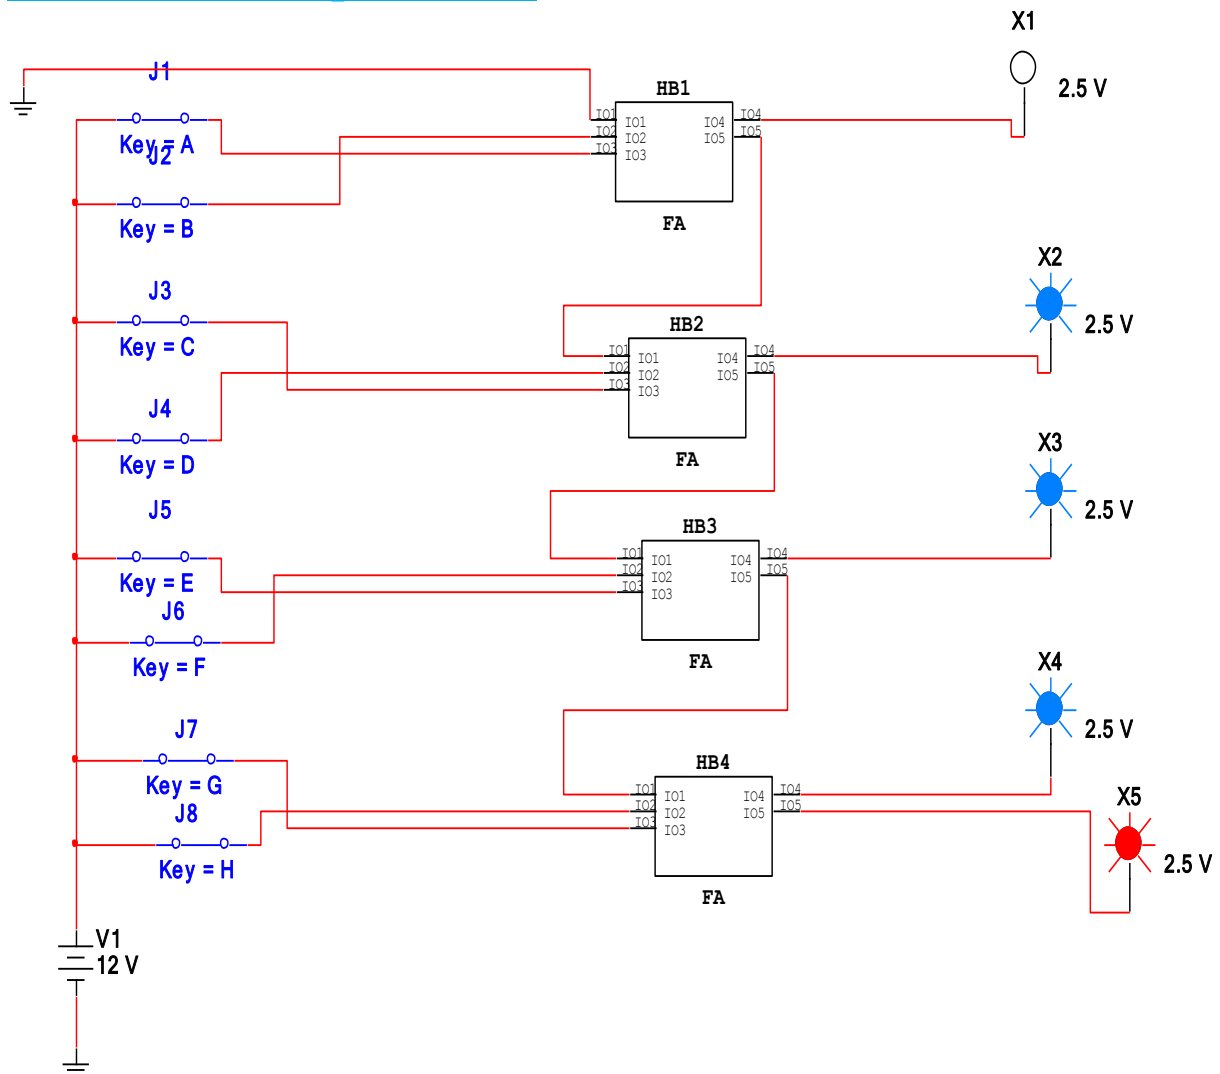 X1
J1
2.5 V
HB1
IO1 IO1 IO4 IO4
IO2 IO2 IO5 IO5
IO3 IO3
Key = A
J2
FA
Key = B
X2
J3
2.5 V
HB2
Key = C
IO1 IO1 IO4 IO4
IO2 IO2 IO5 IO5
IO3 IO3
J4
FA
Key = D
X3
J5
2.5 V
HB3
IO1 IO1 IO4 IO4
IO2 IO2 IO5 IO5
IO3 IO3
Key = E
J6
FA
Key = F
X4
J7
2.5 V
HB4
Key = G
IO1 IO1 IO4 IO4
IO2 IO2 IO5 IO5
IO3 IO3
X5
J8
2.5 V
Key = H
FA
V1
12 V